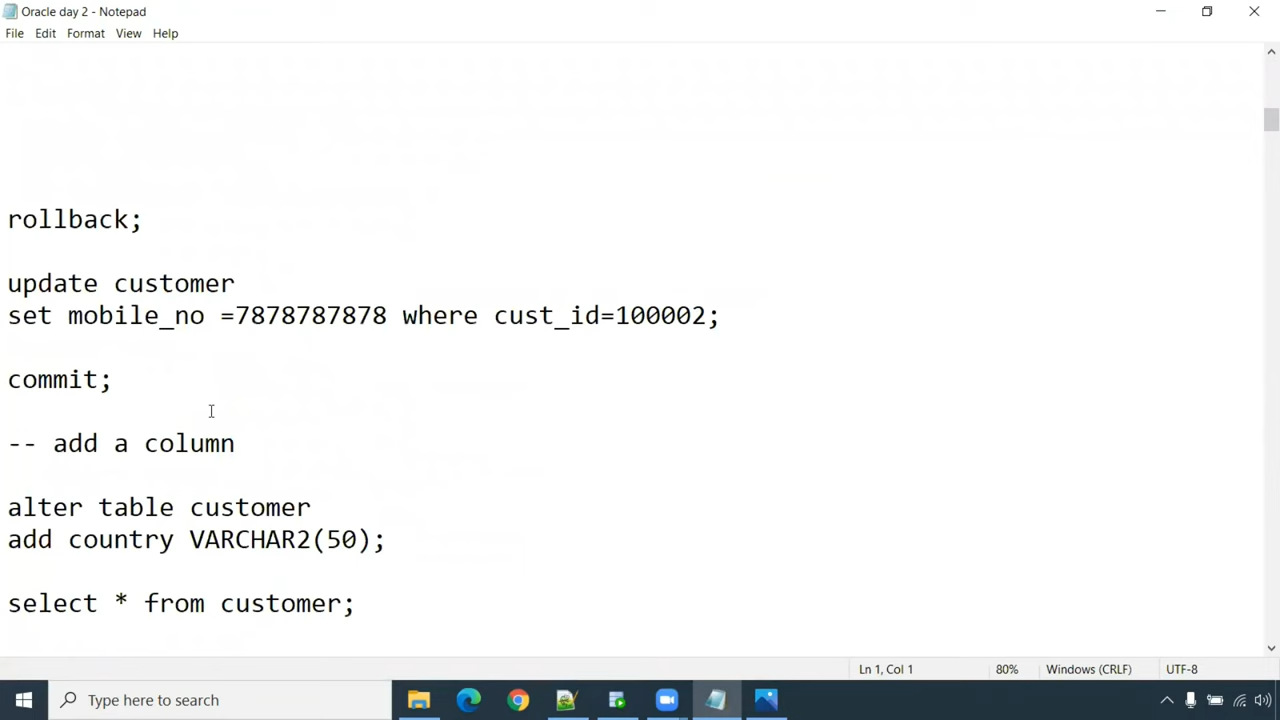 Oracle day 2 - Notepad
File Edit Format View Help
rollback;
update customer
set mobile_no =7878787878 where cust_id=100002;
commit;
-- add a column
alter table customer
add country VARCHAR2(50);
select * from customer;
Ln 1, Col 1 80% Windows (CRLF) UTF-8
Type here to search